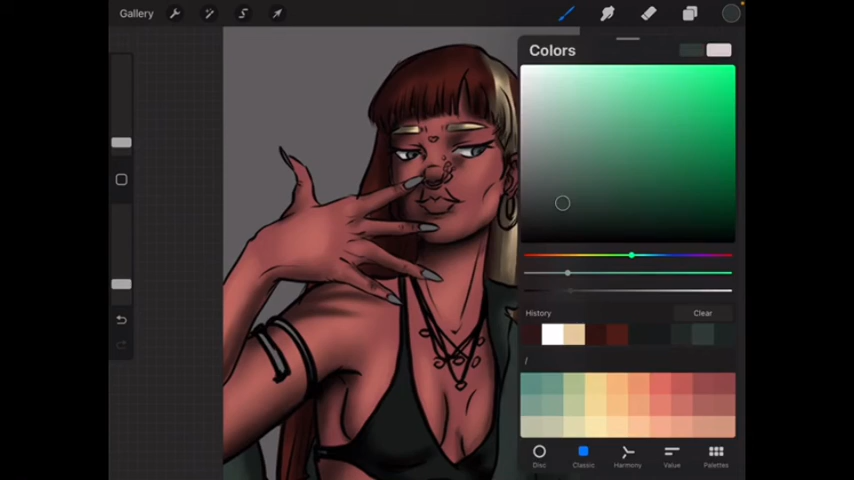 Gallery
Colors
History
Clear
/
Disc
Classic
Harmony
Value
Palettes